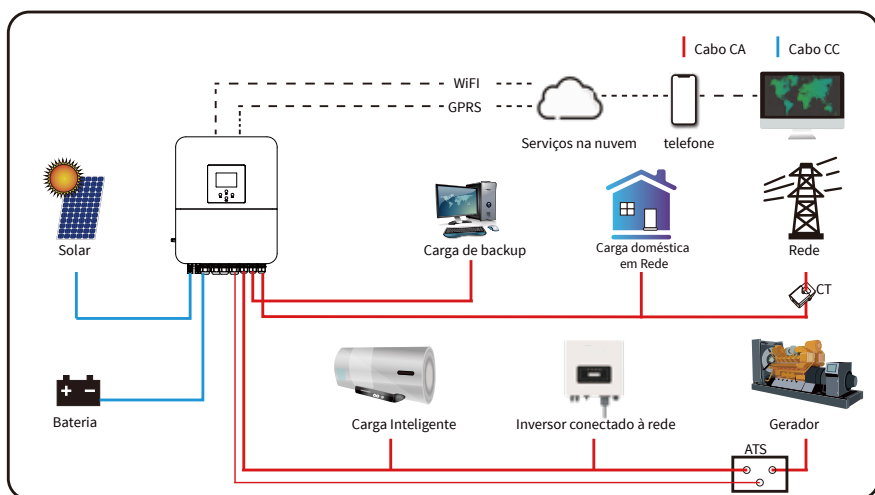 Cabo CA
Cabo CC
WiFI
GPRS
Serviços na nuvem
telefone
Solar
Carga de backup
Carga doméstica
em Rede
Rede
CT
Bateria
Carga Inteligente
Inversor conectado à rede
Gerador
ATS